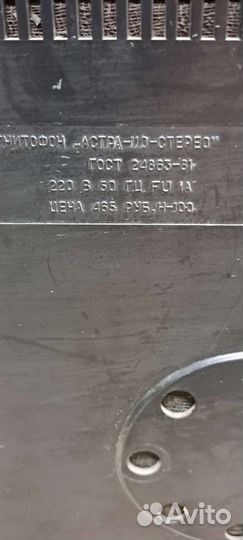 ГНИТОФОН „АСТРА-110-СТЕРЕО"
ГОСТ 24863-81
220 В 50 ГЦ, FU 1А
ЦЕНА 465 РУБ. Н-100
Avito